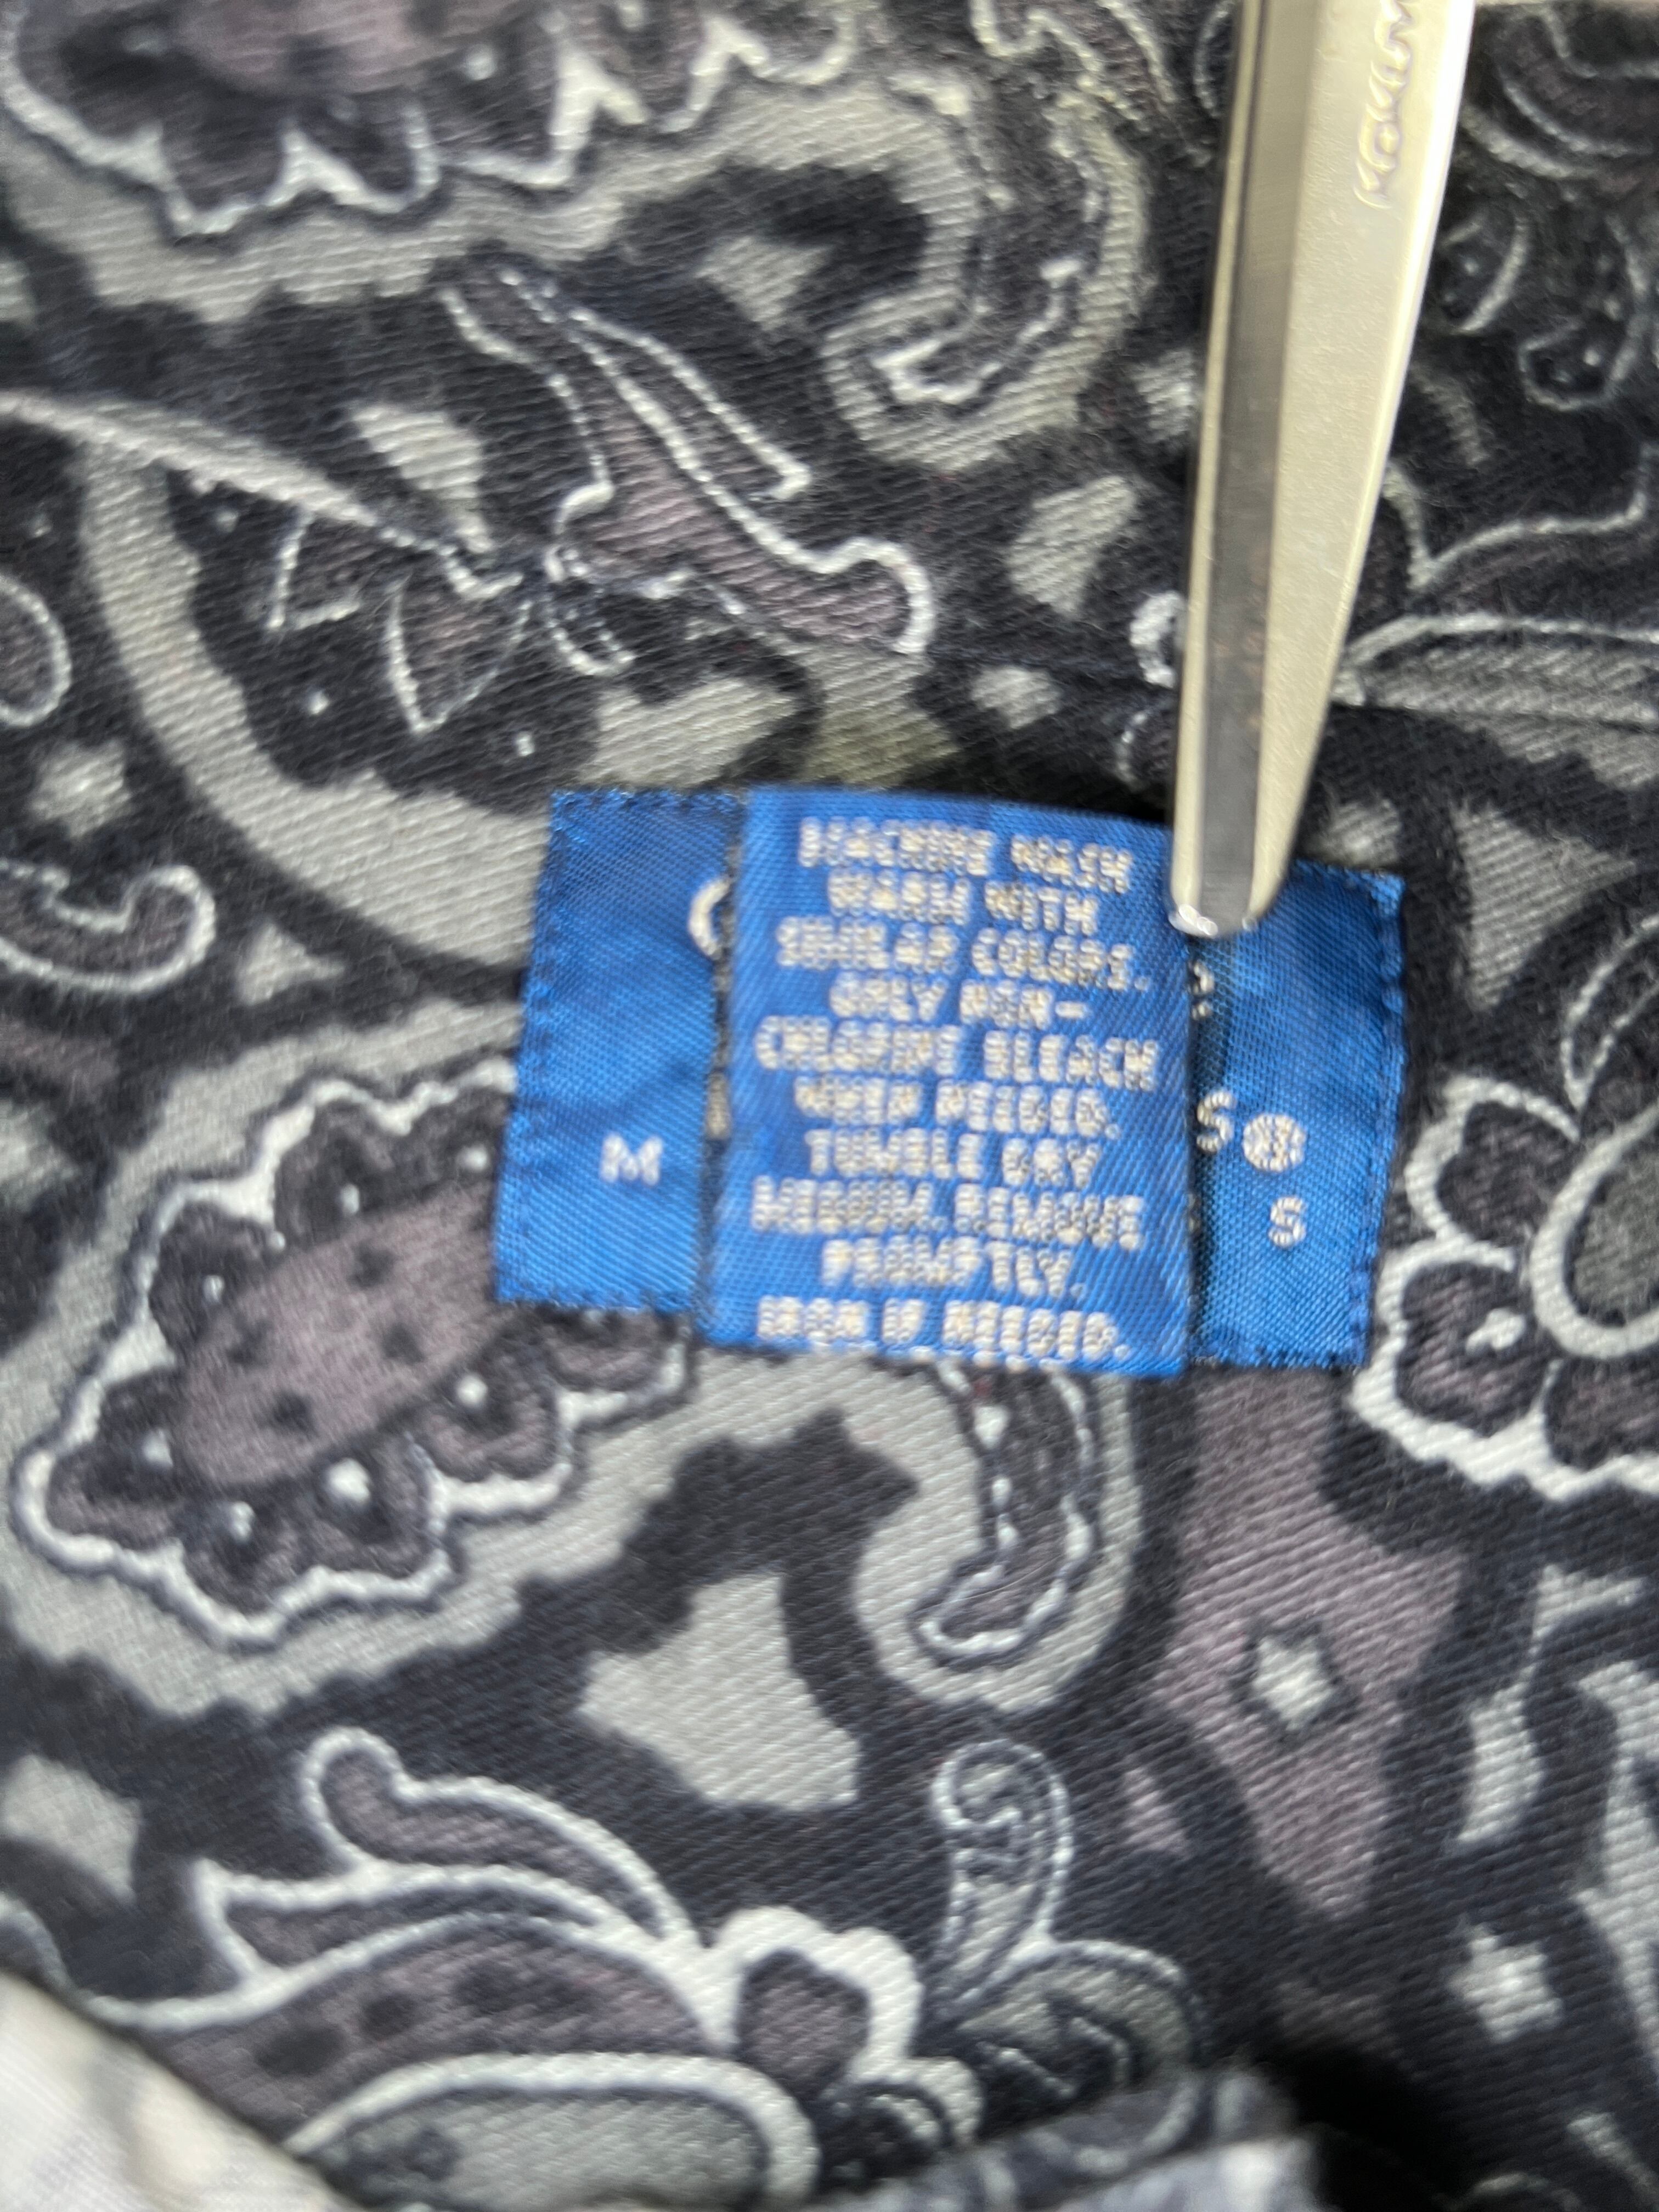 MACHINE WASH
WARM WITH
SIMILAR COLORS.
ONLY NON-
CHLORINE BLEACH
WHEN NEEDED.
TUMBLE DRY
MEDIUM. REMOVE
PROMPTLY.
IRON IF NEEDED.
M
S®
S